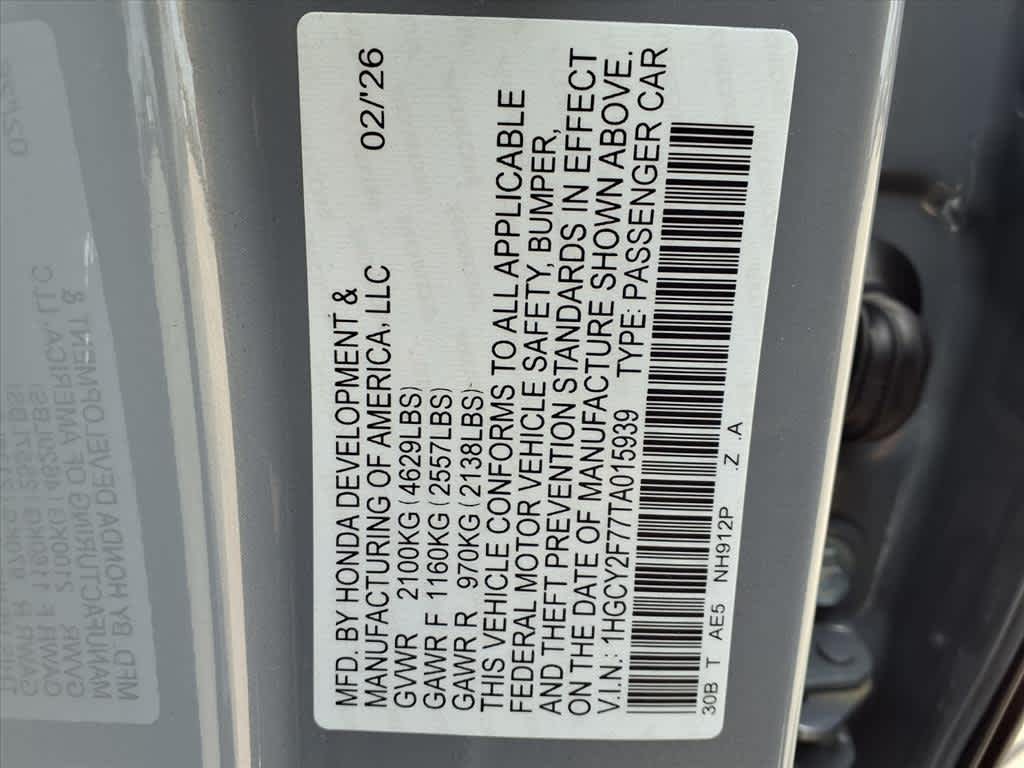 MFD. BY HONDA DEVELOPMENT &
MANUFACTURING OF AMERICA, LLC 02/'26
GVWR 2100KG (4629LBS)
GAWR F 1160KG (2557LBS)
GAWR R 970KG (2138LBS)
THIS VEHICLE CONFORMS TO ALL APPLICABLE
FEDERAL MOTOR VEHICLE SAFETY, BUMPER,
AND THEFT PREVENTION STANDARDS IN EFFECT
ON THE DATE OF MANUFACTURE SHOWN ABOVE.
V.I.N.: 1HGCY2F777TA015939 TYPE: PASSENGER CAR
30B T AE5 NH912P .Z .A